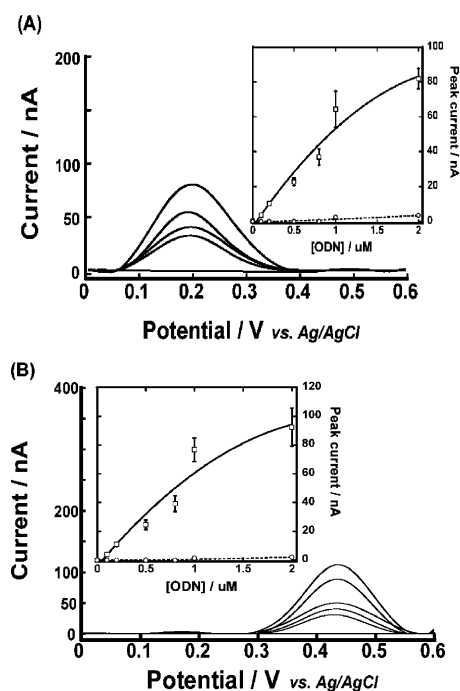 (A)
200
150
100
50
0
Current / nA
0 0.1 0.2 0.3 0.4 0.5 0.6
Potential / V vs. Ag/AgCl
100
80
60
40
20
0
Peak current / nA
0 0.5 1 1.5 2
[ODN] / uM
(B)
400
200
100
50
0
Current / nA
0 0.1 0.2 0.3 0.4 0.5 0.6
Potential / V vs. Ag/AgCl
120
100
80
60
40
20
0
Peak current / nA
0 0.5 1 1.5 2
[ODN] / uM